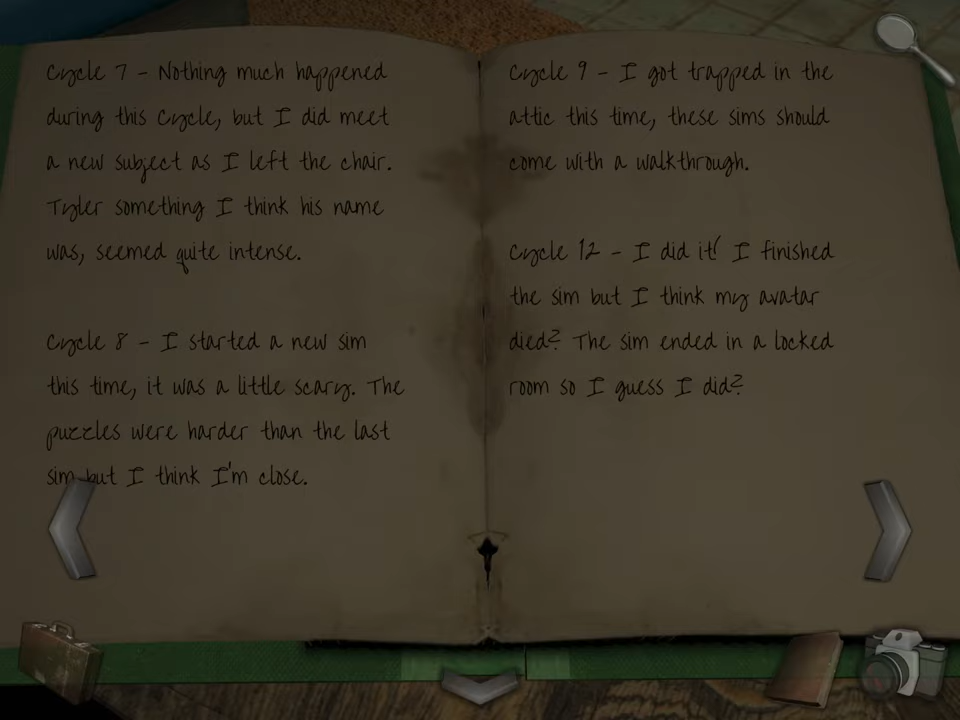 Cycle 7 - Nothing much happened
during this Cycle, but I did meet
a new subject as I left the chair.
Tyler something I think his name
was, seemed quite intense.
Cycle 8 - I started a new sim
this time, it was a little scary. The
puzzles were harder than the last
sim but I think I'm close.
Cycle 9 - I got trapped in the
attic this time, these sims should
come with a walkthrough.
Cycle 12 - I did it! I finished
the sim but I think my avatar
died? The sim ended in a locked
room so I guess I did?